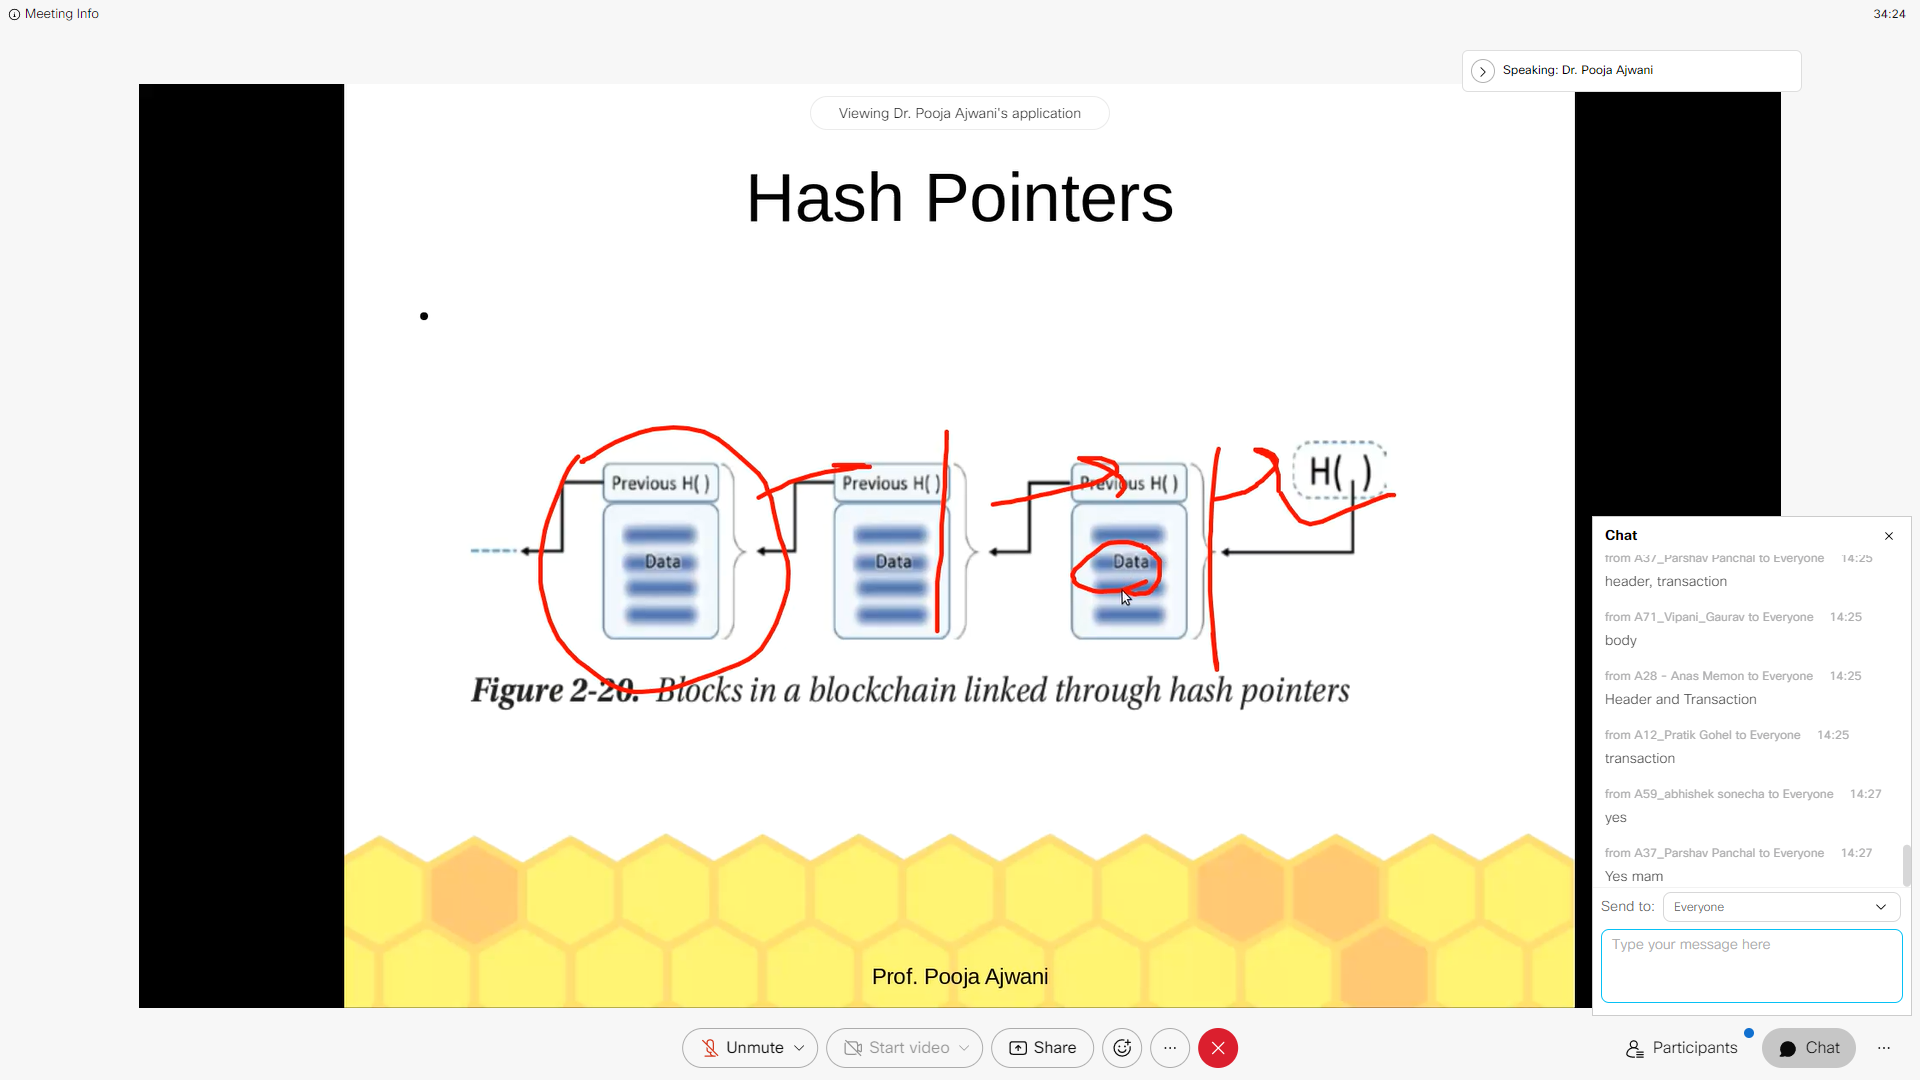 Meeting Info
34:24
Speaking: Dr. Pooja Ajwani
Viewing Dr. Pooja Ajwani's application
Hash Pointers
Previous H( )
Data
Previous H( )
Data
Previous H( )
Data
H( )
Figure 2-20. Blocks in a blockchain linked through hash pointers
Prof. Pooja Ajwani
Chat
from A37_Parshav Panchal to Everyone 14:25
header, transaction
from A71_Vipani_Gaurav to Everyone 14:25
body
from A28 - Anas Memon to Everyone 14:25
Header and Transaction
from A12_Pratik Gohel to Everyone 14:25
transaction
from A59_abhishek sonecha to Everyone 14:27
yes
from A37_Parshav Panchal to Everyone 14:27
Yes mam
Send to: Everyone
Type your message here
Unmute
Start video
Share
Participants
Chat